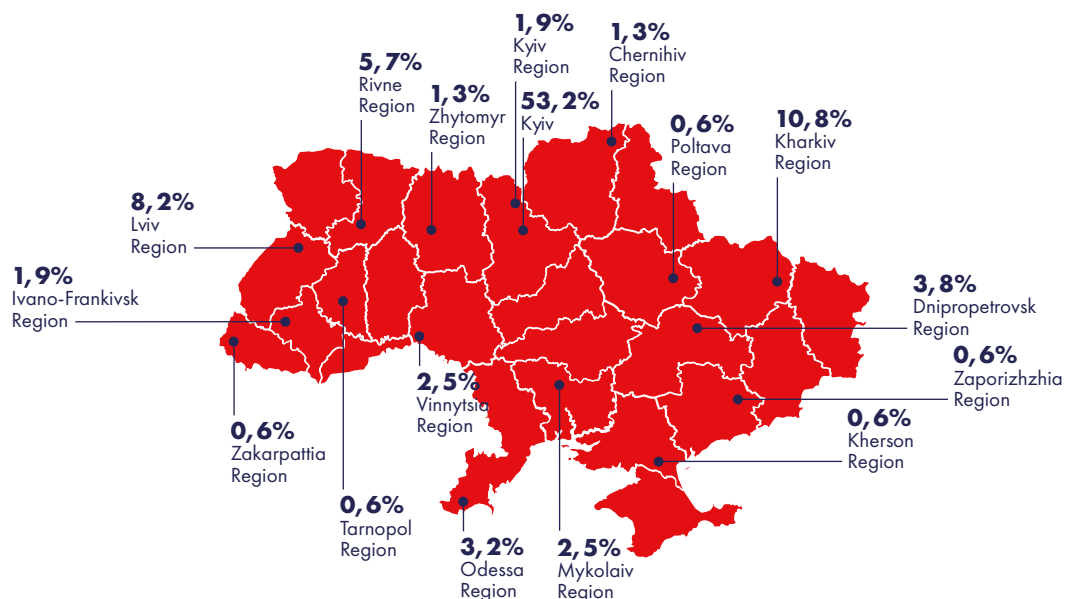 1,9%
Kyiv
Region
1,3%
Chernihiv
Region
5,7%
Rivne
Region
1,3%
Zhytomyr
Region
53,2%
Kyiv
0,6%
Poltava
Region
10,8%
Kharkiv
Region
8,2%
Lviv
Region
1,9%
Ivano-Frankivsk
Region
3,8%
Dnipropetrovsk
Region
0,6%
Zaporizhzhia
Region
2,5%
Vinnytsia
Region
0,6%
Kherson
Region
0,6%
Zakarpattia
Region
0,6%
Tarnopol
Region
3,2%
Odessa
Region
2,5%
Mykolaiv
Region